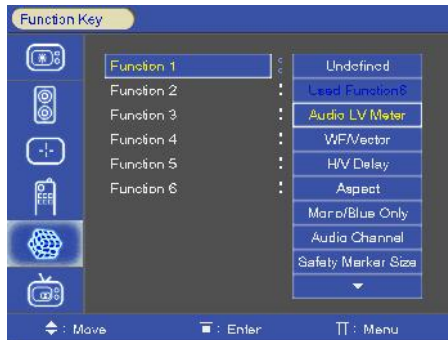 Function Key
Function 1 : Undefined
Function 2 : Used Function6
Function 3 : Audio LV Meter
Function 4 : WF/Vector
Function 5 : H/V Delay
Function 6 : Aspect
Mono/Blue Only
Audio Channel
Safety Marker Size
: Move : Enter : Menu